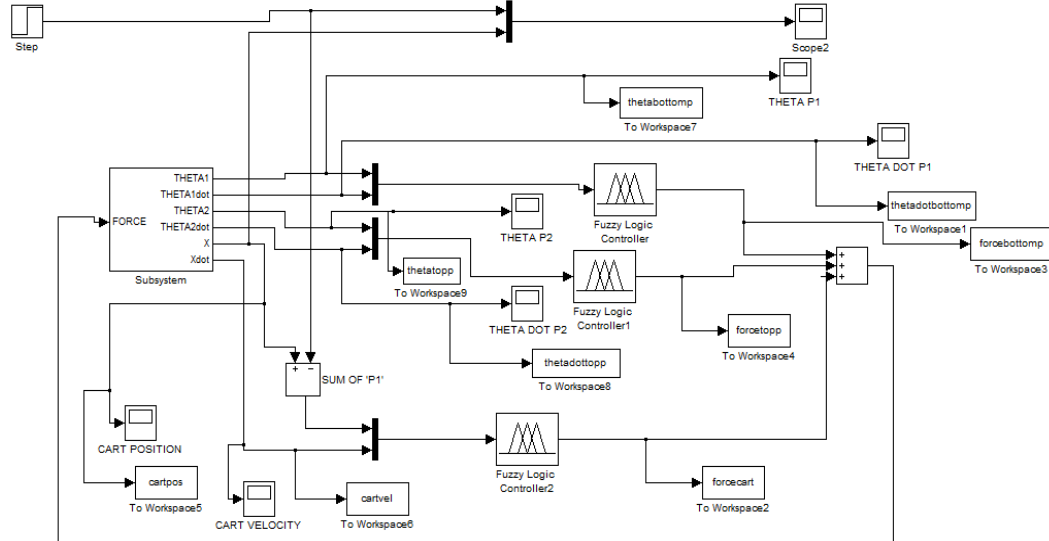 Step
Scope2
THETA P1
thetabottomp
To Workspace7
THETA DOT P1
THETA1
THETA1dot
THETA2
THETA2dot
X
Xdot
FORCE
Subsystem
Fuzzy Logic
Controller
thetadotbottomp
To Workspace1
forcebottomp
To Workspace3
THETA P2
thetatopp
To Workspace9
Fuzzy Logic
Controller1
+
+
+
THETA DOT P2
forcetopp
To Workspace4
thetadottopp
To Workspace8
+ −
SUM OF 'P1'
CART POSITION
cartpos
To Workspace5
CART VELOCITY
cartvel
To Workspace6
Fuzzy Logic
Controller2
forcecart
To Workspace2